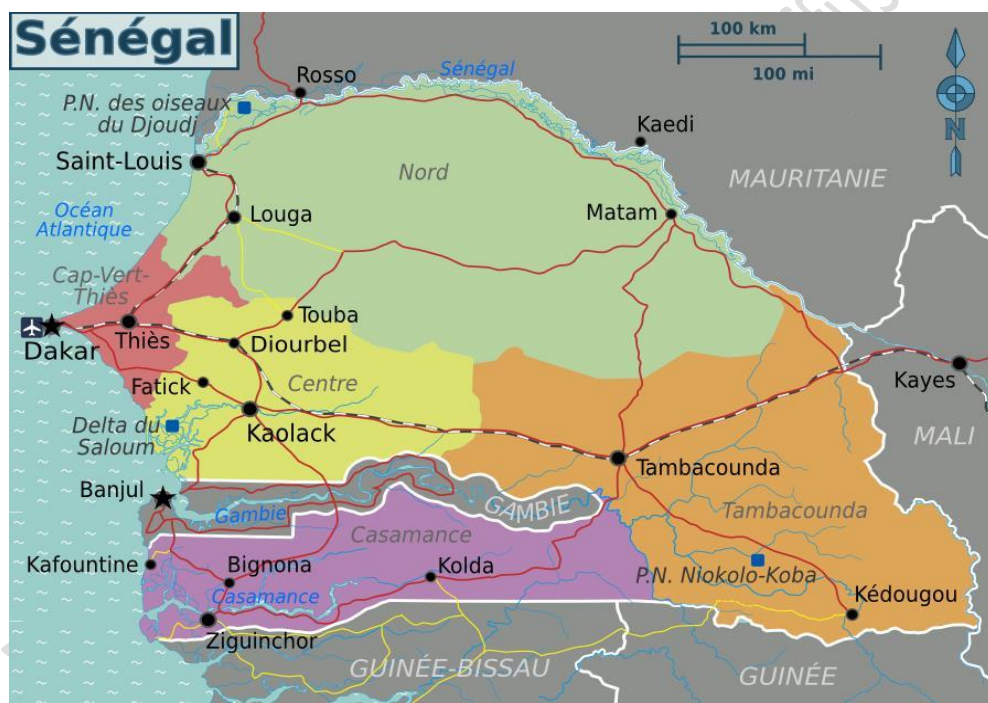 Sénégal
100 km
100 mi
Rosso
Sénégal
P.N. des oiseaux
du Djoudj
Kaedi
N
Saint-Louis
Nord
MAURITANIE
Océan
Atlantique
Louga
Matam
Cap-Vert-
Thiès
Touba
Dakar
Thiès
Diourbel
Fatick
Centre
Kayes
Delta du
Saloum
Kaolack
MALI
Banjul
Tambacounda
Gambie
GAMBIE
Tambacounda
Casamance
Kafountine
Bignona
Kolda
P.N. Niokolo-Koba
Casamance
Kédougou
Ziguinchor
GUINÉE-BISSAU
GUINÉE